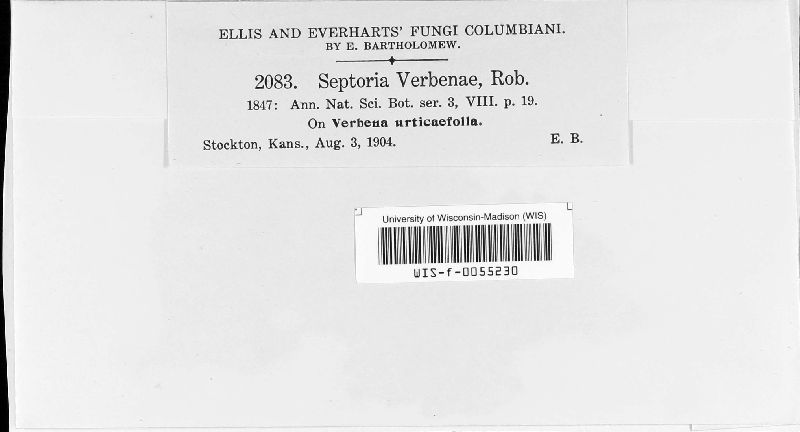 ELLIS AND EVERHARTS' FUNGI COLUMBIANI.
BY E. BARTHOLOMEW.
2083. Septoria Verbenae, Rob.
1847: Ann. Nat. Sci. Bot. ser. 3, VIII. p. 19.
On Verbena urticaefolia.
Stockton, Kans., Aug. 3, 1904. E. B.
University of Wisconsin-Madison (WIS)
WIS-f-0055230